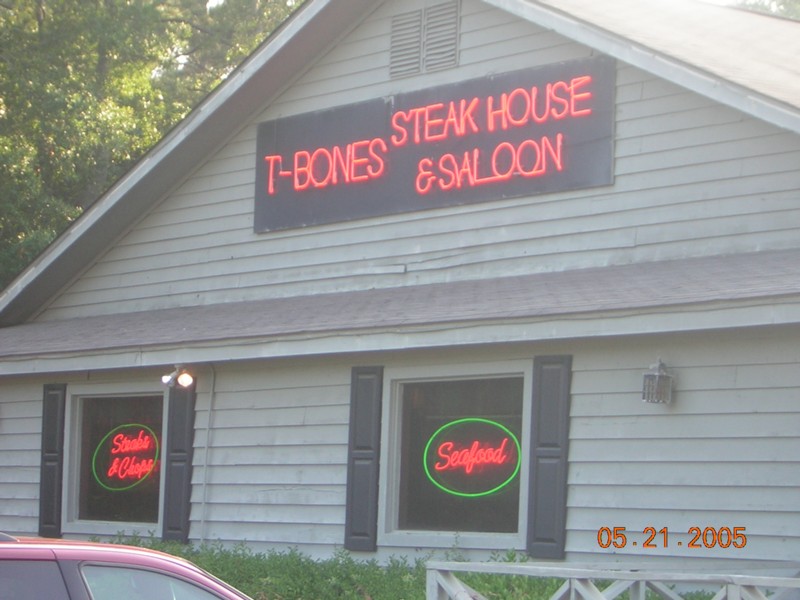 T-BONES STEAK HOUSE
& SALOON
Steaks
& Chops
Seafood
05.21.2005